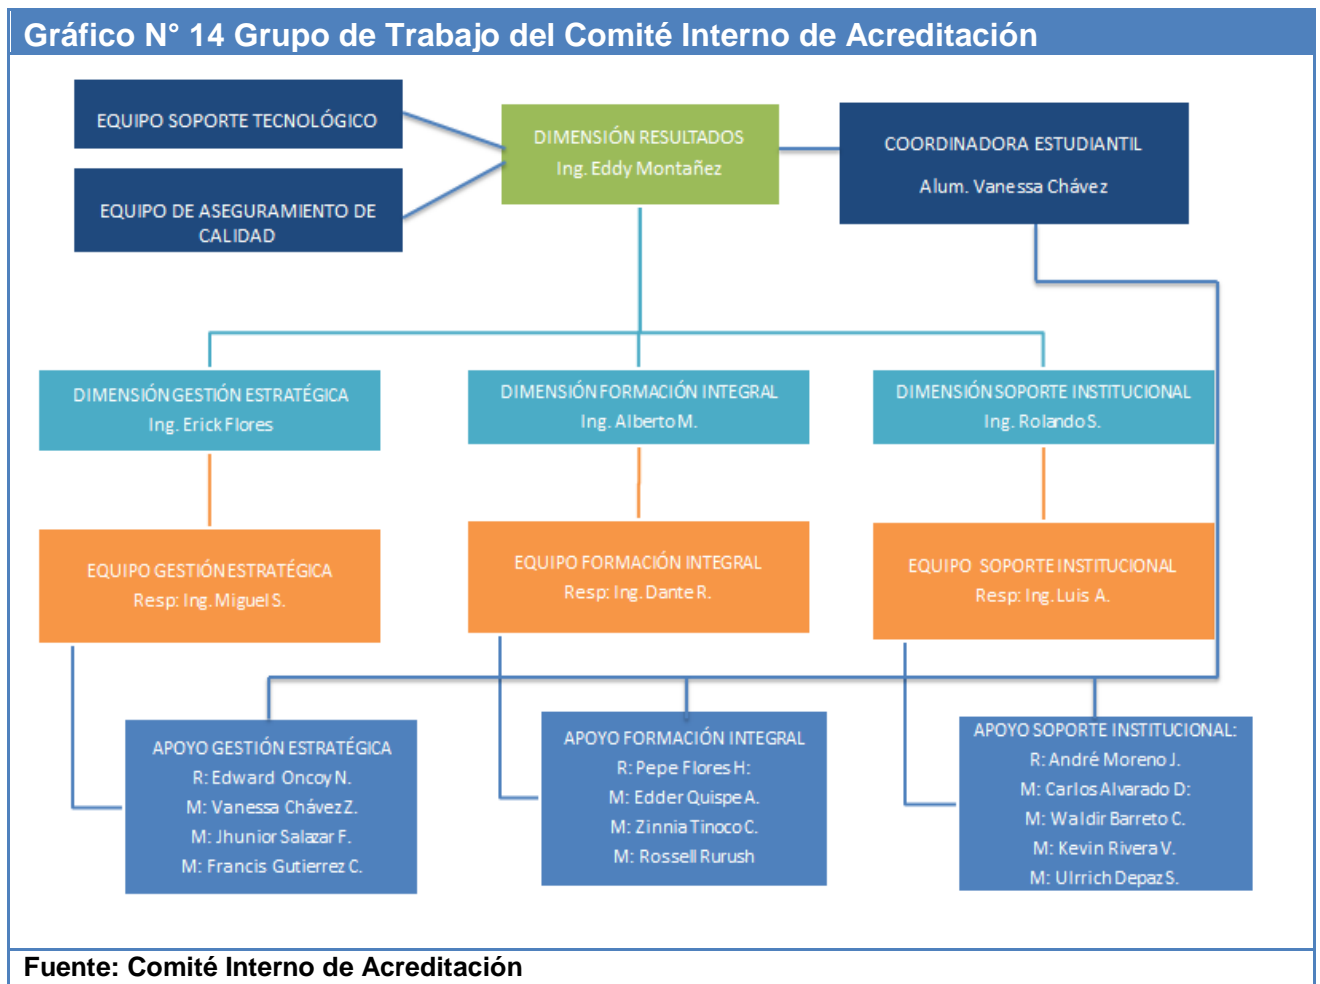 Gráfico N° 14 Grupo de Trabajo del Comité Interno de Acreditación
EQUIPO SOPORTE TECNOLÓGICO
EQUIPO DE ASEGURAMIENTO DE
CALIDAD
DIMENSIÓN RESULTADOS
Ing. Eddy Montañez
COORDINADORA ESTUDIANTIL
Alum. Vanessa Chávez
DIMENSIÓN GESTIÓN ESTRATÉGICA
Ing. Erick Flores
DIMENSIÓN FORMACIÓN INTEGRAL
Ing. Alberto M.
DIMENSIÓN SOPORTE INSTITUCIONAL
Ing. Rolando S.
EQUIPO GESTIÓN ESTRATÉGICA
Resp: Ing. Miguel S.
EQUIPO FORMACIÓN INTEGRAL
Resp: Ing. Dante R.
EQUIPO SOPORTE INSTITUCIONAL
Resp: Ing. Luis A.
APOYO GESTIÓN ESTRATÉGICA
R: Edward Oncoy N.
M: Vanessa Chávez Z.
M: Jhunior Salazar F.
M: Francis Gutierrez C.
APOYO FORMACIÓN INTEGRAL
R: Pepe Flores H:
M: Edder Quispe A.
M: Zinnia Tinoco C.
M: Rossell Rurush
APOYO SOPORTE INSTITUCIONAL:
R: André Moreno J.
M: Carlos Alvarado D:
M: Waldir Barreto C.
M: Kevin Rivera V.
M: Ulrrich Depaz S.
Fuente: Comité Interno de Acreditación